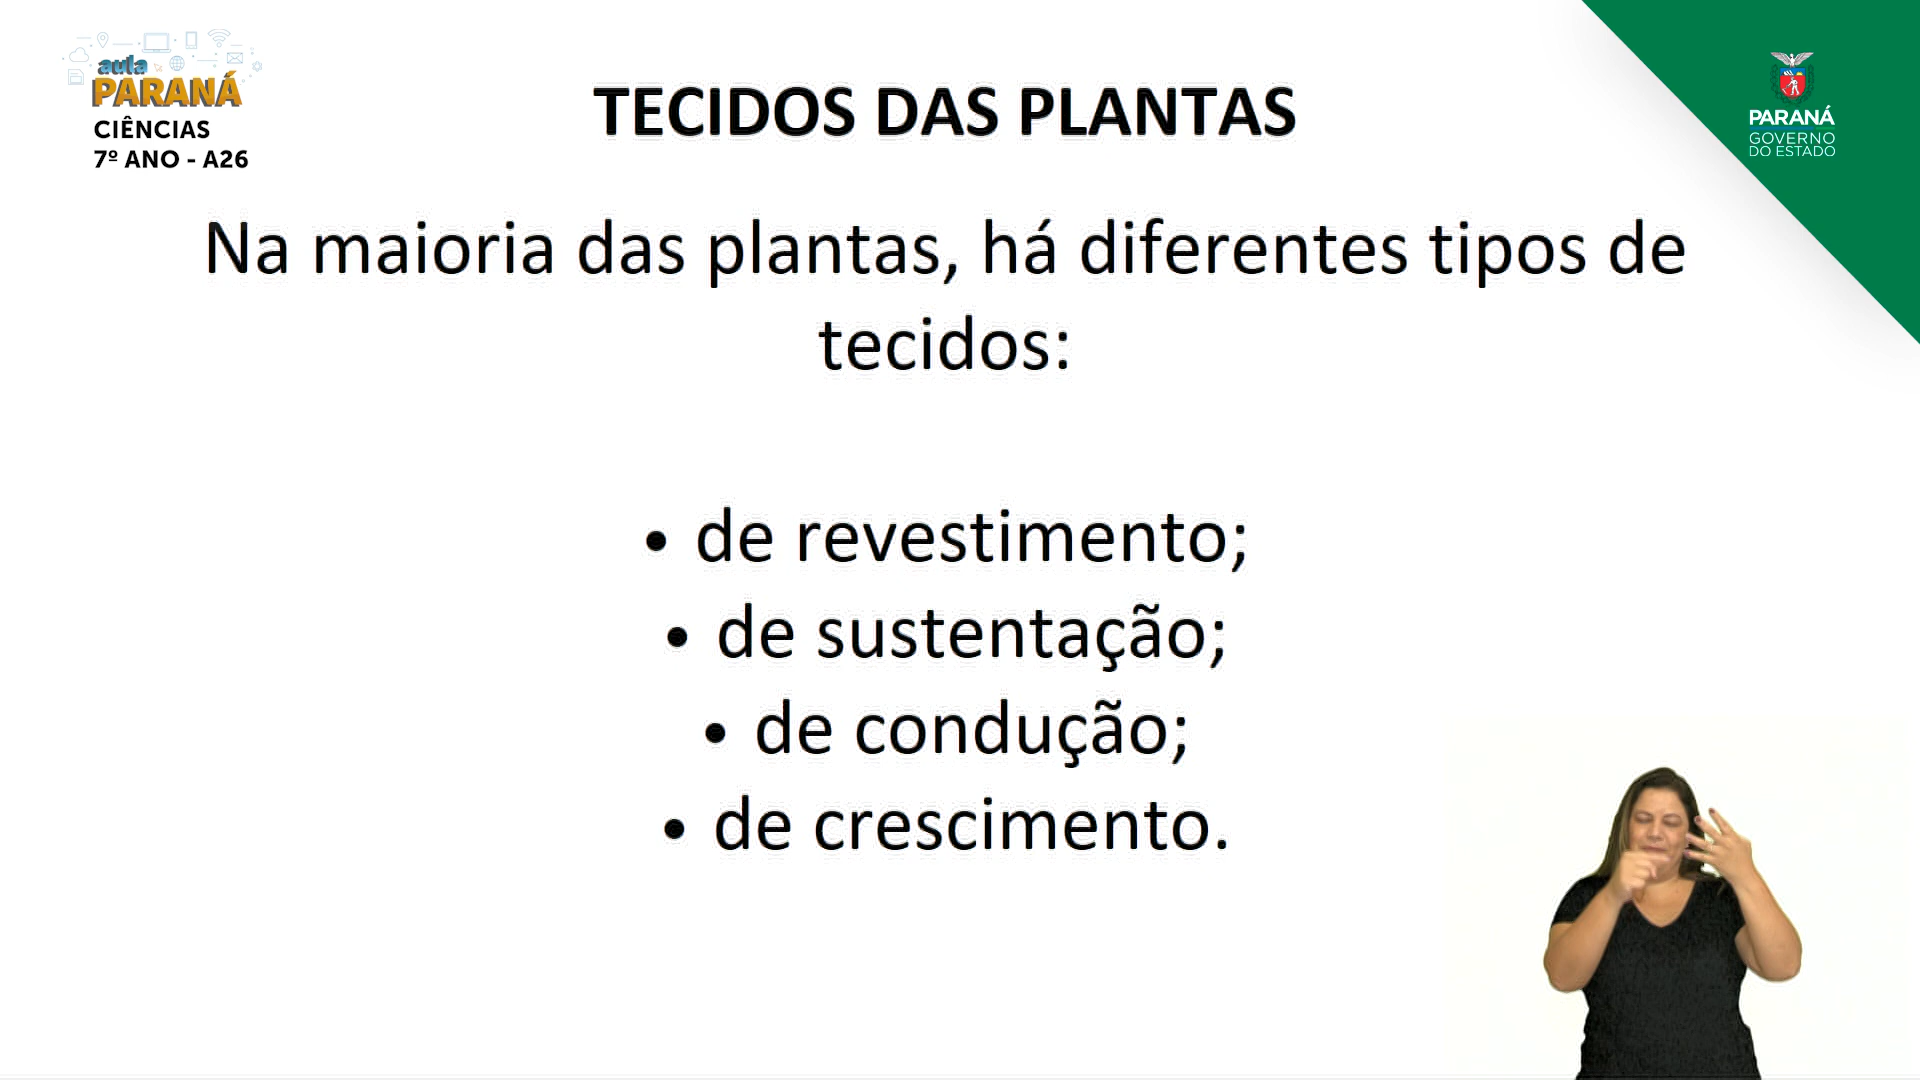 aula
PARANÁ
CIÊNCIAS
7º ANO - A26
TECIDOS DAS PLANTAS
PARANÁ
GOVERNO
DO ESTADO
Na maioria das plantas, há diferentes tipos de
tecidos:
• de revestimento;
• de sustentação;
• de condução;
• de crescimento.